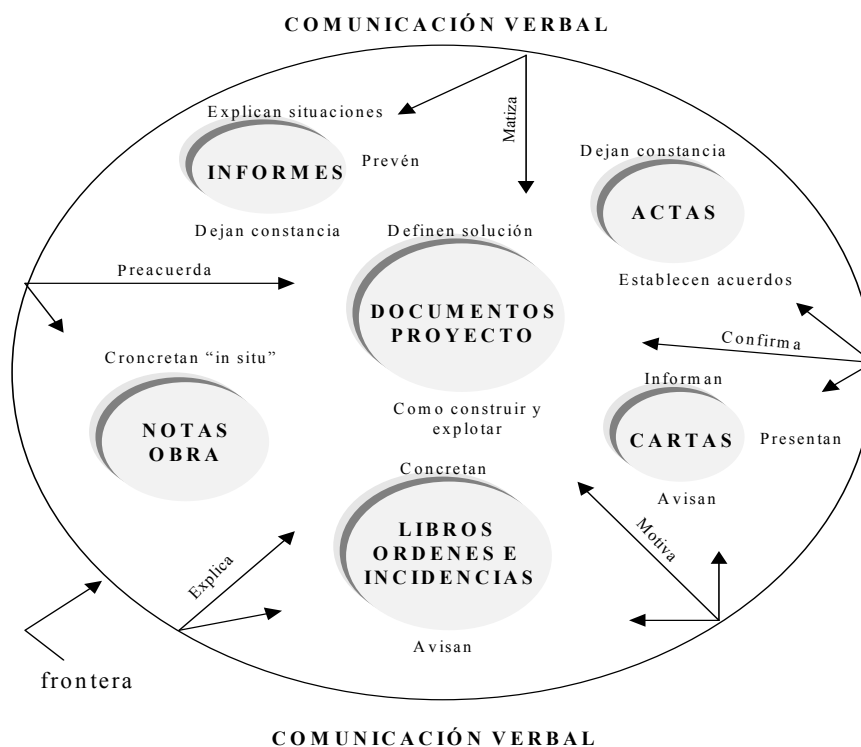 COMUNICACIÓN VERBAL
Explican situaciones
Matiza
INFORMES
Prevén
Dejan constancia
ACTAS
Dejan constancia
Definen solución
Preacuerda
Establecen acuerdos
DOCUMENTOS
PROYECTO
Confirma
Croncretan “in situ”
Informan
NOTAS
OBRA
Como construir y
explotar
CARTAS
Presentan
Concretan
Avisan
LIBROS
ORDENES E
INCIDENCIAS
Motiva
Explica
Avisan
frontera
COMUNICACIÓN VERBAL